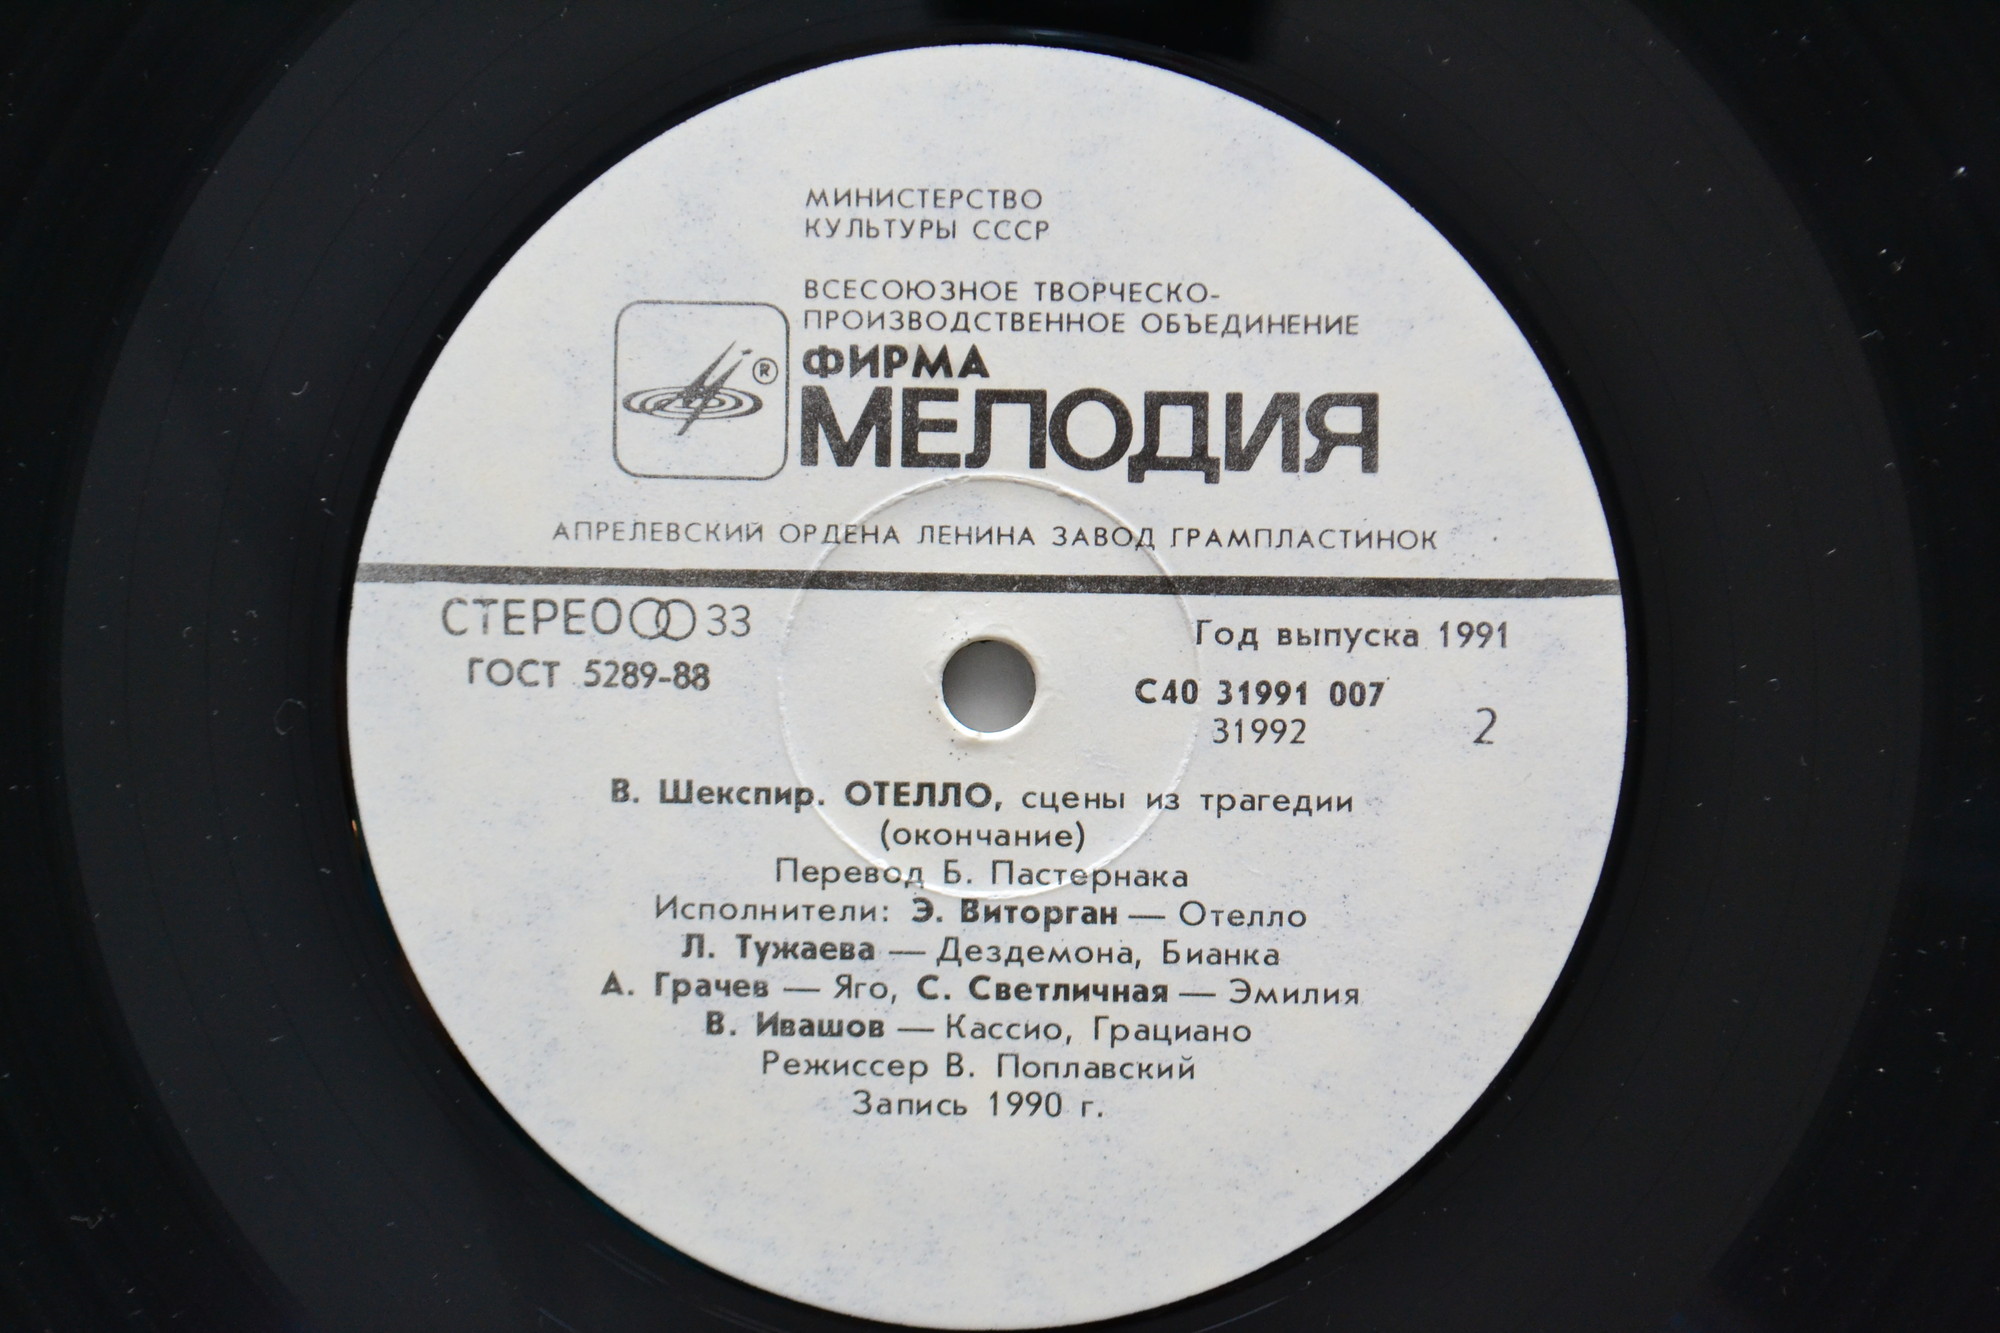 МИНИСТЕРСТВО
КУЛЬТУРЫ СССР
ВСЕСОЮЗНОЕ ТВОРЧЕСКО-
ПРОИЗВОДСТВЕННОЕ ОБЪЕДИНЕНИЕ
ФИРМА
®
МЕЛОДИЯ
АПРЕЛЕВСКИЙ ОРДЕНА ЛЕНИНА ЗАВОД ГРАМПЛАСТИНОК
СТЕРЕО 33
ГОСТ 5289-88
Год выпуска 1991
С40 31991 007
31992
2
В. Шекспир. ОТЕЛЛО, сцены из трагедии
(окончание)
Перевод Б. Пастернака
Исполнители: Э. Виторган — Отелло
Л. Тужаева — Дездемона, Бианка
А. Грачев — Яго, С. Светличная — Эмилия
В. Ивашов — Кассио, Грациано
Режиссер В. Поплавский
Запись 1990 г.